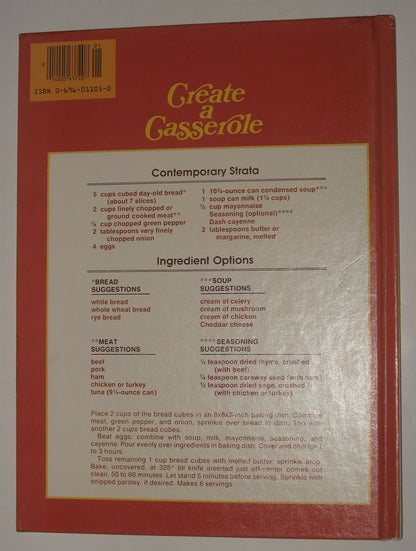 0
14005 63720
01
ISBN 0-696-01105-0
Create
a
Casserole
Contemporary Strata
5 cups cubed day-old bread*
(about 7 slices)
2 cups finely chopped or
ground cooked meat**
¼ cup chopped green pepper
2 tablespoons very finely
chopped onion
4 eggs
1 10¾-ounce can condensed soup***
1 soup can milk (1¼ cups)
½ cup mayonnaise
Seasoning (optional)****
Dash cayenne
2 tablespoons butter or
margarine, melted
Ingredient Options
*BREAD
SUGGESTIONS
white bread
whole wheat bread
rye bread
***SOUP
SUGGESTIONS
cream of celery
cream of mushroom
cream of chicken
Cheddar cheese
**MEAT
SUGGESTIONS
beef
pork
ham
chicken or turkey
tuna (9¼-ounce can)
****SEASONING
SUGGESTIONS
teaspoon dried thyme, crushed
(with beef)
teaspoon caraway seed (with ham)
teaspoon dried sage, crushed
(with chicken or turkey)
Place 2 cups of the bread cubes in an 8x8x2-inch baking dish. Combine
meat, green pepper, and onion; sprinkle over bread in dish. Top with
another 2 cups bread cubes.
Beat eggs; combine with soup, milk, mayonnaise, seasoning, and
cayenne. Pour evenly over ingredients in baking dish. Cover and chill for 1
to 3 hours.
Toss remaining 1 cup bread cubes with melted butter; sprinkle atop.
Bake, uncovered, at 325° till knife inserted just off-center comes out
clean, 50 to 60 minutes. Let stand 5 minutes before serving. Sprinkle with
snipped parsley, if desired. Makes 6 servings.